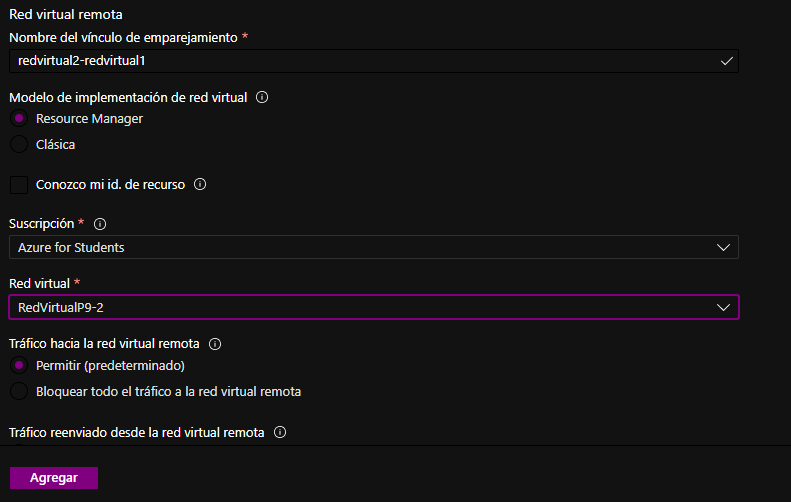 Red virtual remota
Nombre del vínculo de emparejamiento *
redvirtual2-redvirtual1
Modelo de implementación de red virtual
Resource Manager
Clásica
Conozco mi id. de recurso
Suscripción *
Azure for Students
Red virtual *
RedVirtualP9-2
Tráfico hacia la red virtual remota
Permitir (predeterminado)
Bloquear todo el tráfico a la red virtual remota
Tráfico reenviado desde la red virtual remota
Agregar